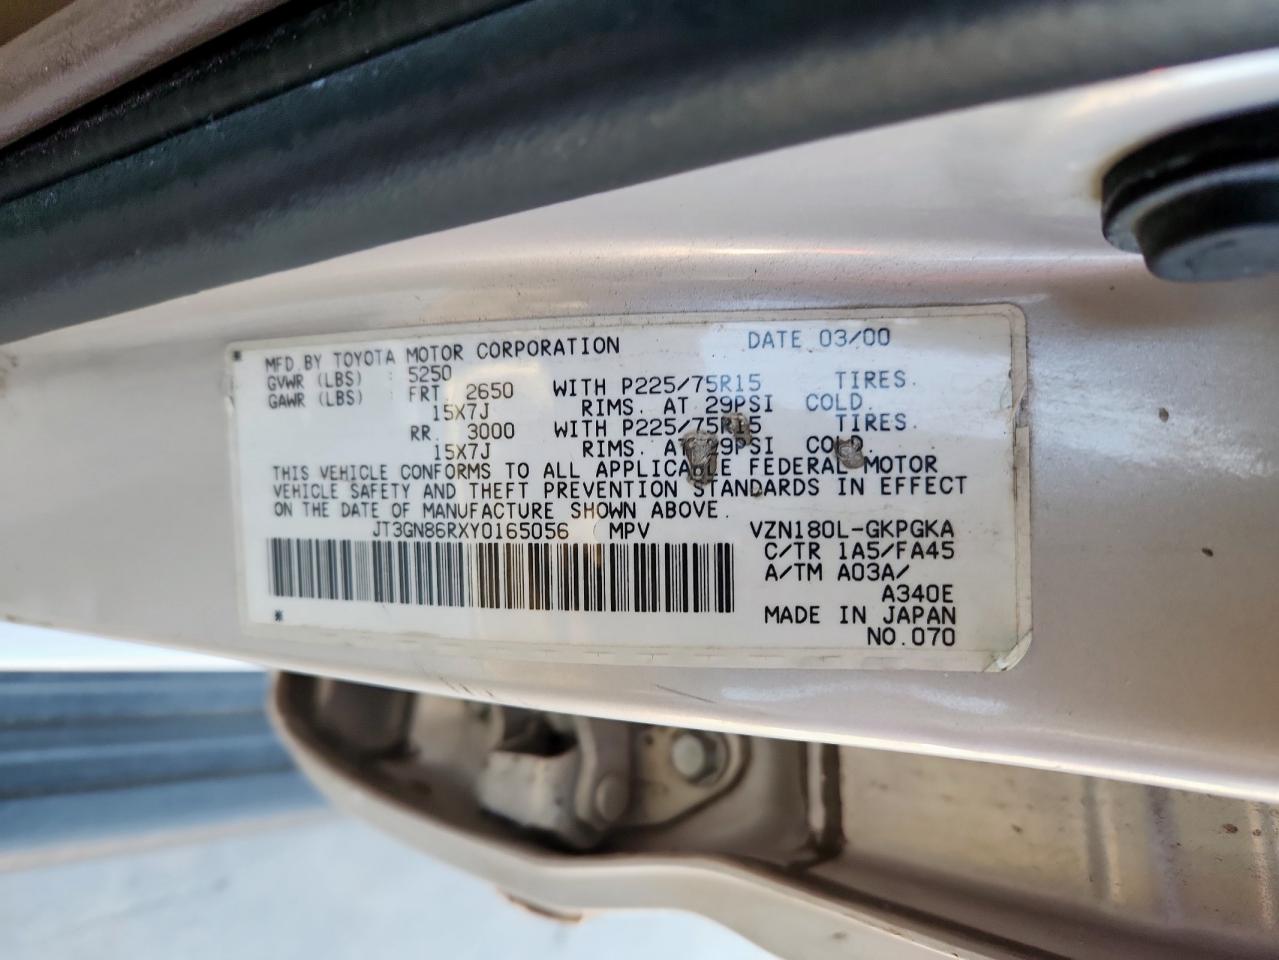 MFD. BY TOYOTA MOTOR CORPORATION DATE 03/00
GVWR (LBS) : 5250
GAWR (LBS) : FRT. 2650 WITH P225/75R15 TIRES.
15X7J RIMS. AT 29PSI COLD.
RR. 3000 WITH P225/75R15 TIRES.
15X7J RIMS. AT 29PSI COLD.
THIS VEHICLE CONFORMS TO ALL APPLICABLE FEDERAL MOTOR
VEHICLE SAFETY AND THEFT PREVENTION STANDARDS IN EFFECT
ON THE DATE OF MANUFACTURE SHOWN ABOVE.
JT3GN86RXY0165056 MPV VZN180L-GKPGKA
C/TR 1A5/FA45
A/TM A03A/
A340E
MADE IN JAPAN
NO.070